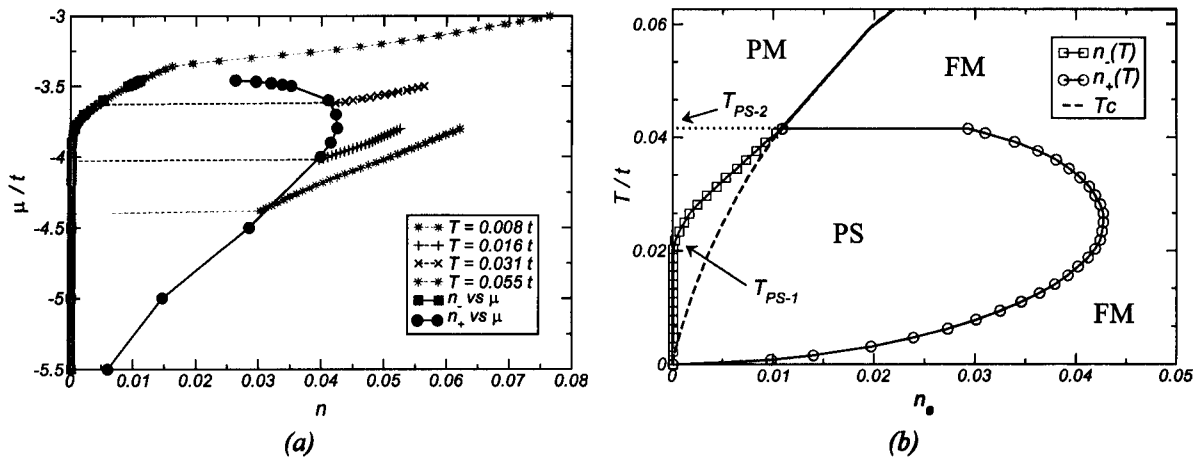 -3
-3.5
-4
-4.5
-5
-5.5
μ / t
0 0.01 0.02 0.03 0.04 0.05 0.06 0.07 0.08
n
T = 0.008 t
T = 0.016 t
T = 0.031 t
T = 0.055 t
n_ vs μ
n+ vs μ
(a)
0.06
0.04
0.02
0
T / t
0 0.01 0.02 0.03 0.04 0.05
n_e
PM
FM
T_PS-2
PS
T_PS-1
FM
n_(T)
n+(T)
Tc
(b)